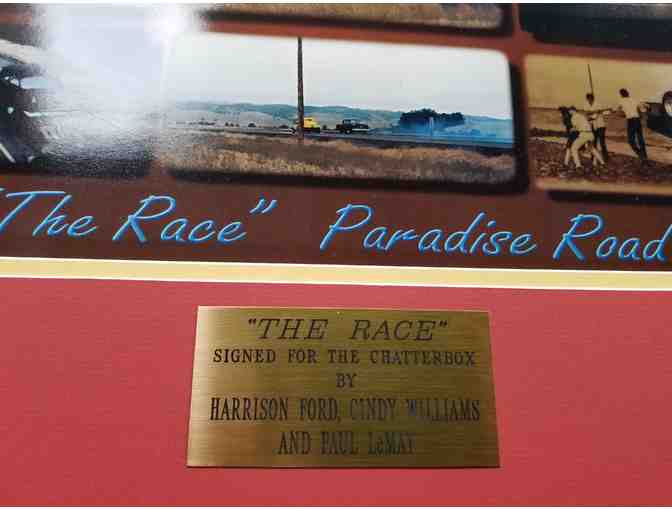 "The Race" Paradise Road
"THE RACE"
SIGNED FOR THE CHATTERBOX
BY
HARRISON FORD, CINDY WILLIAMS
AND PAUL LeMAT